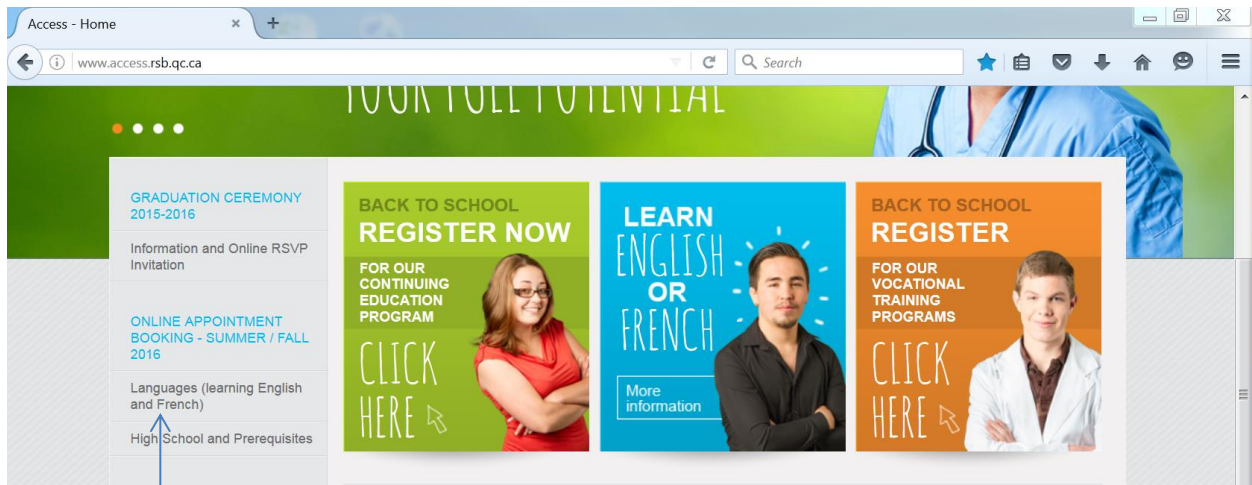 Access - Home
www.access.rsb.qc.ca
Search
YOUR FULL POTENTIAL
GRADUATION CEREMONY
2015-2016
Information and Online RSVP
Invitation
ONLINE APPOINTMENT
BOOKING - SUMMER / FALL
2016
Languages (learning English
and French)
High School and Prerequisites
BACK TO SCHOOL
REGISTER NOW
FOR OUR
CONTINUING
EDUCATION
PROGRAM
CLICK
HERE
LEARN
ENGLISH
OR
FRENCH
More
information
BACK TO SCHOOL
REGISTER
FOR OUR
VOCATIONAL
TRAINING
PROGRAMS
CLICK
HERE